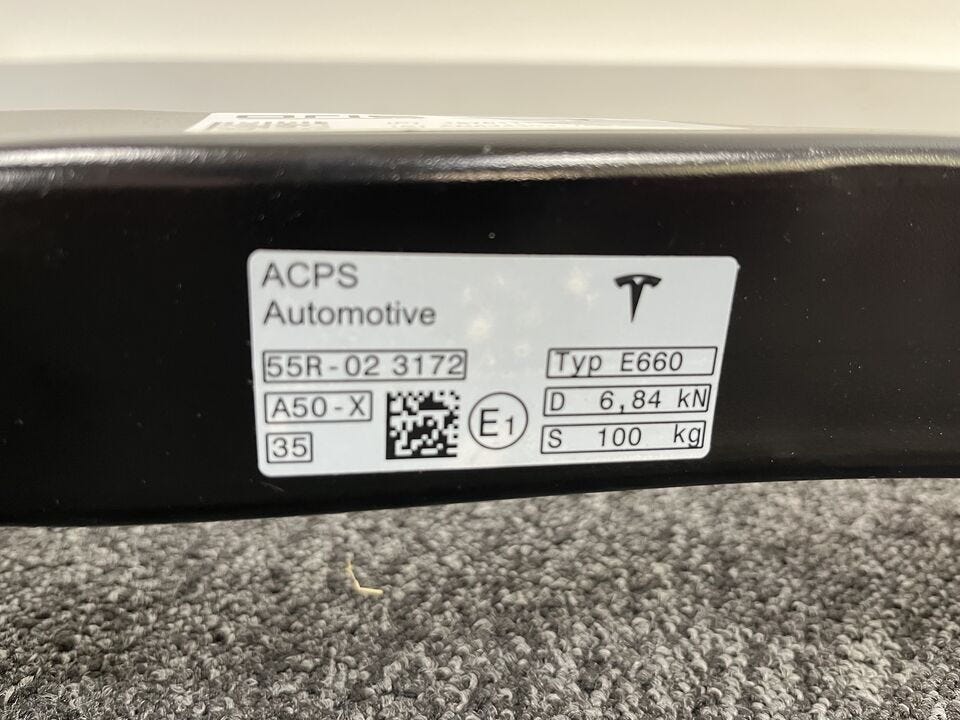 ACPS
Automotive
55R-02 3172
A50-X
35
E1
Typ E660
D 6,84 kN
S 100 kg